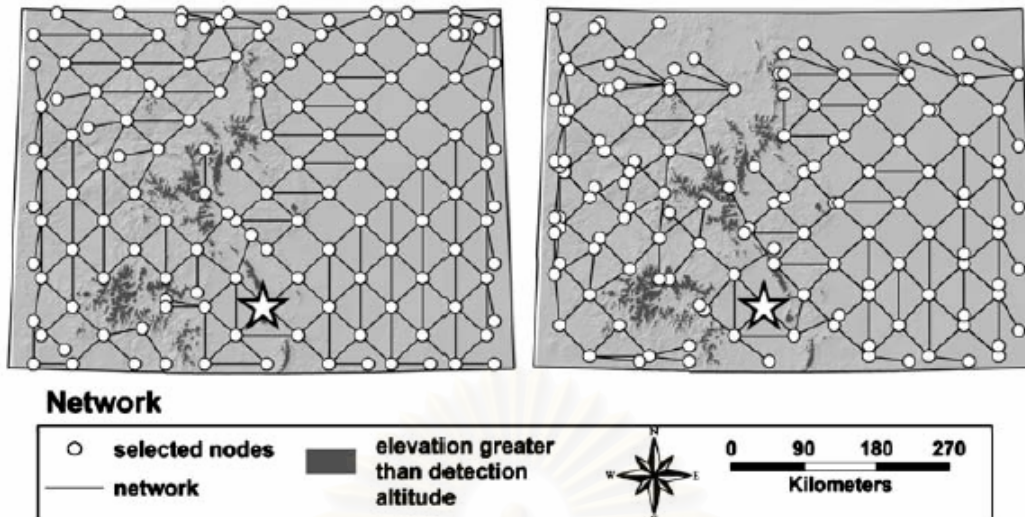 Network
selected nodes
network
elevation greater
than detection
altitude
N
W
E
0 90 180 270
Kilometers